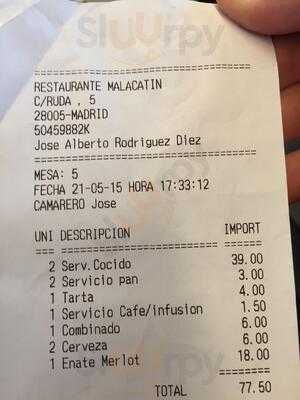 Slurrpy
==============================
RESTAURANTE MALACATIN
C/RUDA , 5
28005-MADRID
50459882K
Jose Alberto Rodriguez Diez
==============================
MESA: 5
FECHA 21-05-15 HORA 17:33:12
CAMARERO Jose
UNI DESCRIPCION IMPORT
=== ===================== ======
2 Serv.Cocido 39.00
2 Servicio pan 3.00
1 Tarta 4.00
1 Servicio Cafe/infusion 1.50
1 Combinado 6.00
2 Cerveza 6.00
1 Enate Merlot 18.00
========
TOTAL 77.50